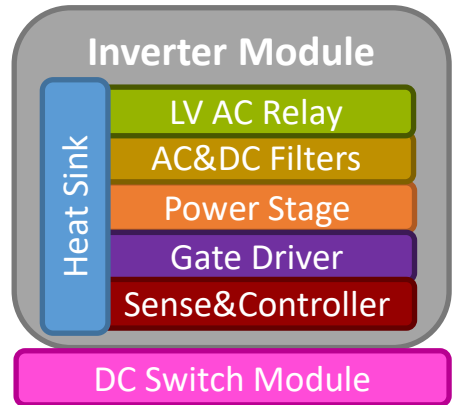 Inverter Module
Heat Sink
LV AC Relay
AC&DC Filters
Power Stage
Gate Driver
Sense&Controller
DC Switch Module